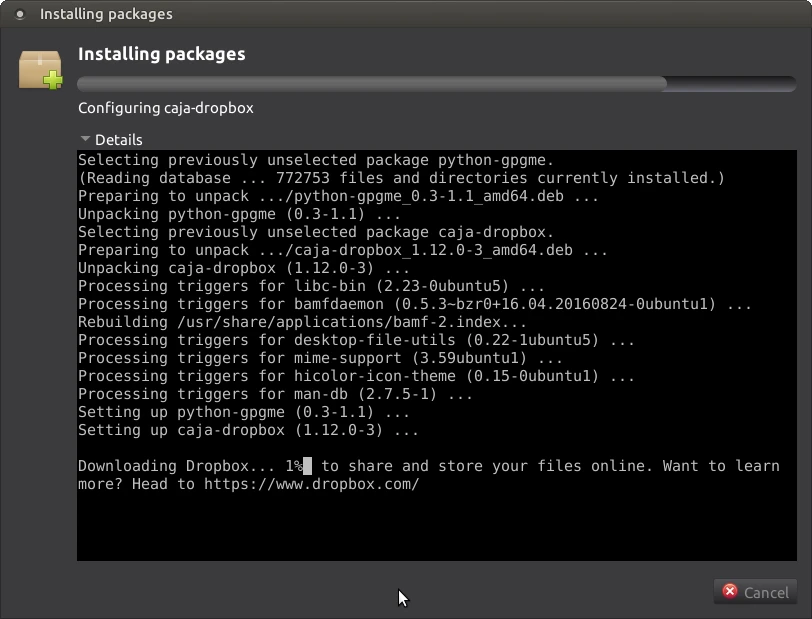 Installing packages
Installing packages
Configuring caja-dropbox
Details
Selecting previously unselected package python-gpgme.
(Reading database ... 772753 files and directories currently installed.)
Preparing to unpack .../python-gpgme_0.3-1.1_amd64.deb ...
Unpacking python-gpgme (0.3-1.1) ...
Selecting previously unselected package caja-dropbox.
Preparing to unpack .../caja-dropbox_1.12.0-3_amd64.deb ...
Unpacking caja-dropbox (1.12.0-3) ...
Processing triggers for libc-bin (2.23-0ubuntu5) ...
Processing triggers for bamfdaemon (0.5.3~bzr0+16.04.20160824-0ubuntu1) ...
Rebuilding /usr/share/applications/bamf-2.index...
Processing triggers for desktop-file-utils (0.22-1ubuntu5) ...
Processing triggers for mime-support (3.59ubuntu1) ...
Processing triggers for hicolor-icon-theme (0.15-0ubuntu1) ...
Processing triggers for man-db (2.7.5-1) ...
Setting up python-gpgme (0.3-1.1) ...
Setting up caja-dropbox (1.12.0-3) ...
Downloading Dropbox... 1% to share and store your files online. Want to learn
more? Head to https://www.dropbox.com/
Cancel